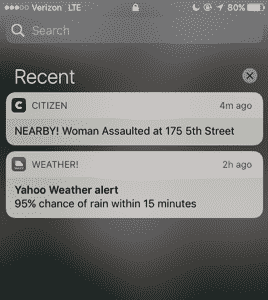 Verizon LTE 80%
Search
Recent
CITIZEN 4m ago
NEARBY! Woman Assaulted at 175 5th Street
WEATHER! 2h ago
Yahoo Weather alert
95% chance of rain within 15 minutes